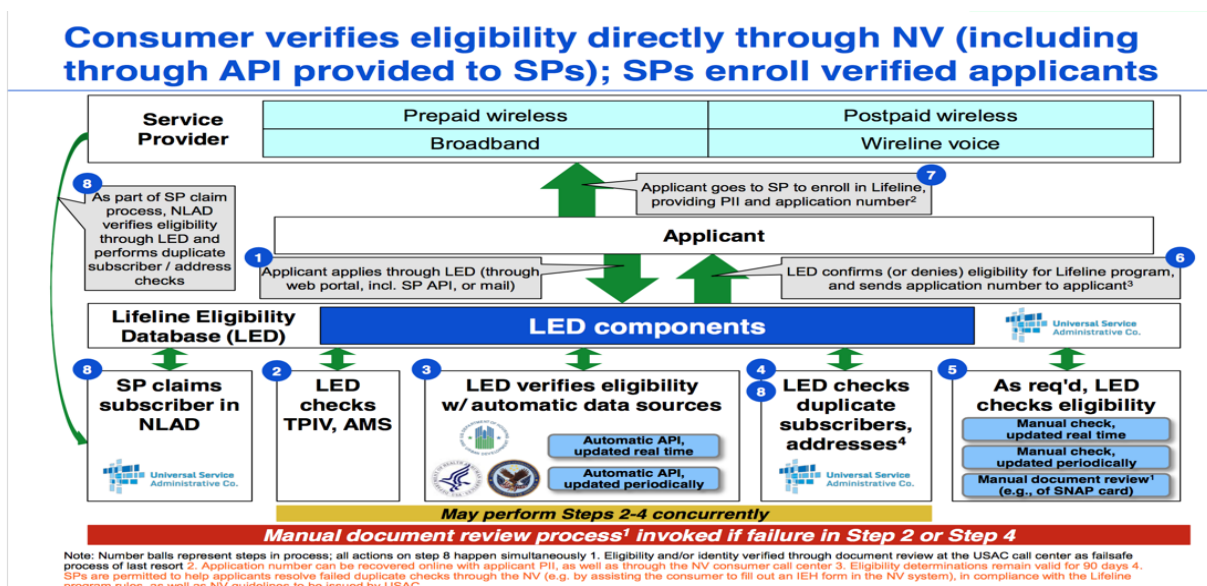 Consumer verifies eligibility directly through NV (including
through API provided to SPs); SPs enroll verified applicants
Service
Provider
Prepaid wireless
Postpaid wireless
Broadband
Wireline voice
8
As part of SP claim
process, NLAD
verifies eligibility
through LED and
performs duplicate
subscriber / address
checks
7
Applicant goes to SP to enroll in Lifeline,
providing PII and application number²
Applicant
1
Applicant applies through LED (through
web portal, incl. SP API, or mail)
6
LED confirms (or denies) eligibility for Lifeline program,
and sends application number to applicant³
Lifeline Eligibility
Database (LED)
LED components
Universal Service
Administrative Co.
8
SP claims
subscriber in
NLAD
Universal Service
Administrative Co.
2
LED
checks
TPIV, AMS
3
LED verifies eligibility
w/ automatic data sources
Automatic API,
updated real time
Automatic API,
updated periodically
4
8
LED checks
duplicate
subscribers,
addresses⁴
Universal Service
Administrative Co.
5
As req'd, LED
checks eligibility
Manual check,
updated real time
Manual check,
updated periodically
Manual document review¹
(e.g., of SNAP card)
May perform Steps 2-4 concurrently
Manual document review process¹ invoked if failure in Step 2 or Step 4
Note: Number balls represent steps in process; all actions on step 8 happen simultaneously 1. Eligibility and/or identity verified through document review at the USAC call center as failsafe
process of last resort 2. Application number can be recovered online with applicant PII, as well as through the NV consumer call center 3. Eligibility determinations remain valid for 90 days 4.
SPs are permitted to help applicants resolve failed duplicate checks through the NV (e.g. by assisting the consumer to fill out an IEH form in the NV system), in compliance with the Lifeline
program rules, as well as NV guidelines to be issued by USAC